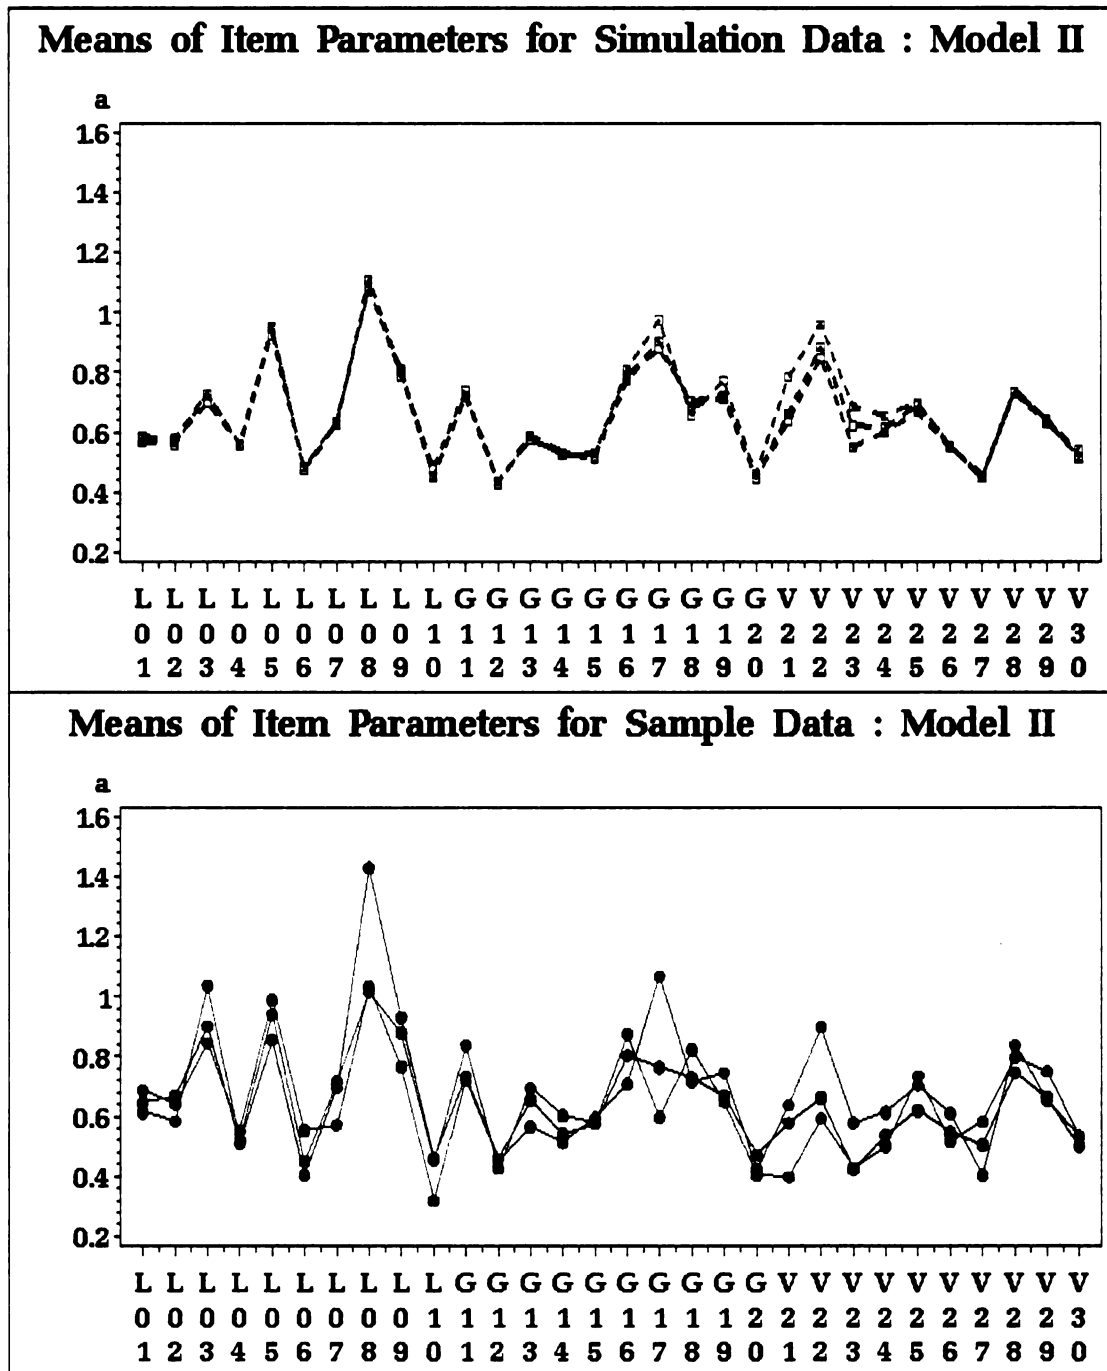 Means of Item Parameters for Simulation Data : Model II
a
1.6
1.4
1.2
1
0.8
0.6
0.4
0.2
L L L L L L L L L L G G G G G G G G G G V V V V V V V V V V
0 0 0 0 0 0 0 0 0 1 1 1 1 1 1 1 1 1 1 2 2 2 2 2 2 2 2 2 2 3
1 2 3 4 5 6 7 8 9 0 1 2 3 4 5 6 7 8 9 0 1 2 3 4 5 6 7 8 9 0
Means of Item Parameters for Sample Data : Model II
a
1.6
1.4
1.2
1
0.8
0.6
0.4
0.2
L L L L L L L L L L G G G G G G G G G G V V V V V V V V V V
0 0 0 0 0 0 0 0 0 1 1 1 1 1 1 1 1 1 1 2 2 2 2 2 2 2 2 2 2 3
1 2 3 4 5 6 7 8 9 0 1 2 3 4 5 6 7 8 9 0 1 2 3 4 5 6 7 8 9 0